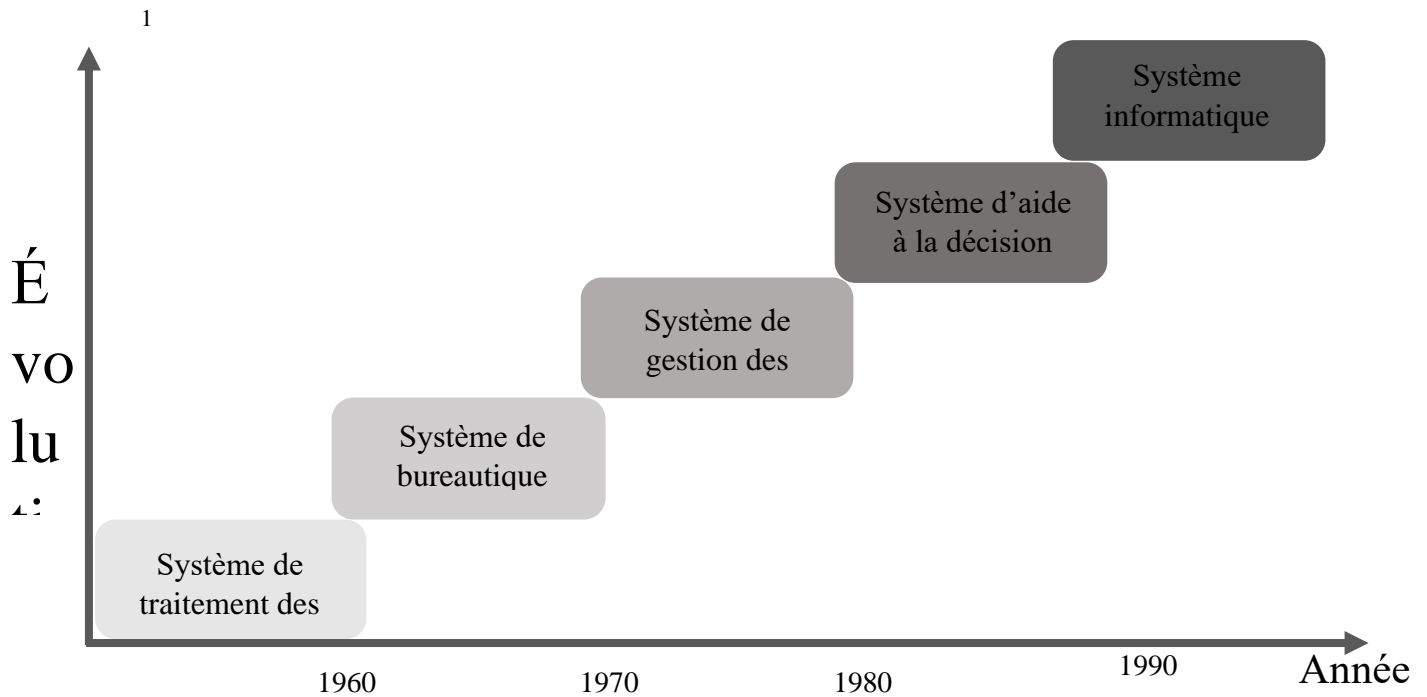 1
Système
informatique
Système d’aide
à la décision
Système de
gestion des
Système de
bureautique
Système de
traitement des
É
vo
lu
ti
1960
1970
1980
1990
Année